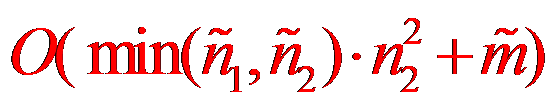 O( min(ñ₁, ñ₂) · n₂² + m̃)